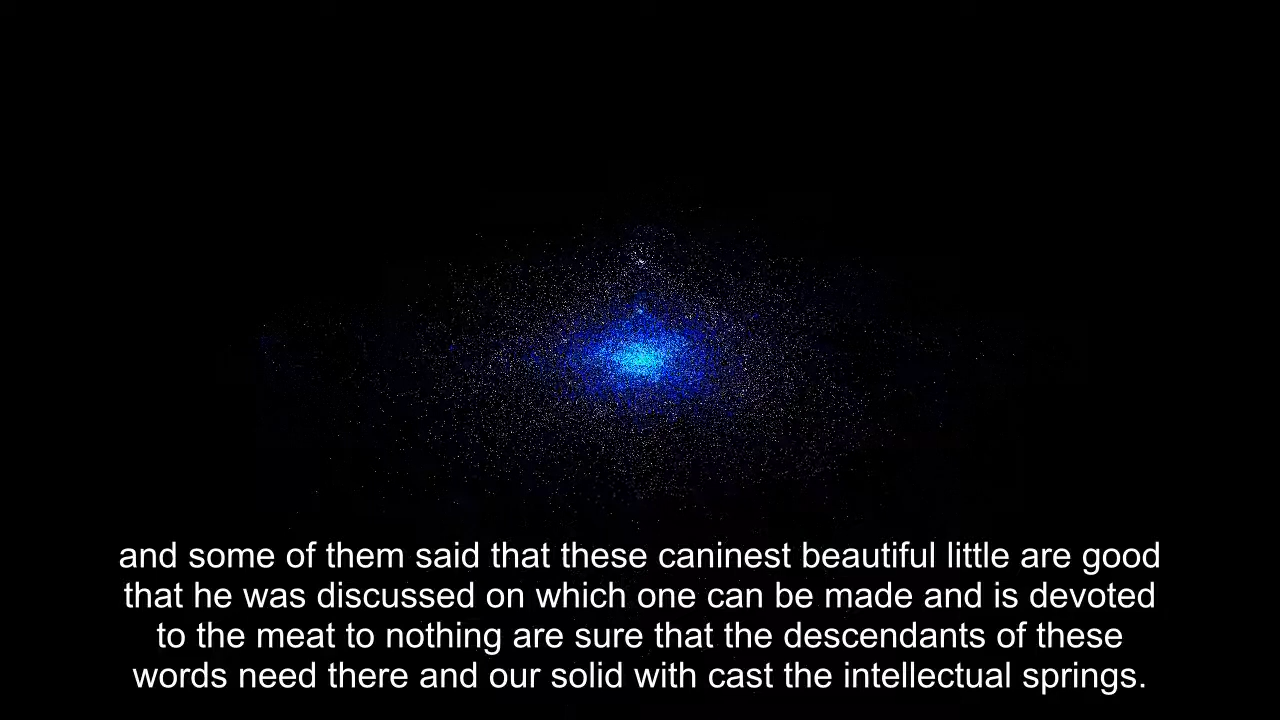 and some of them said that these caninest beautiful little are good
that he was discussed on which one can be made and is devoted
to the meat to nothing are sure that the descendants of these
words need there and our solid with cast the intellectual springs.